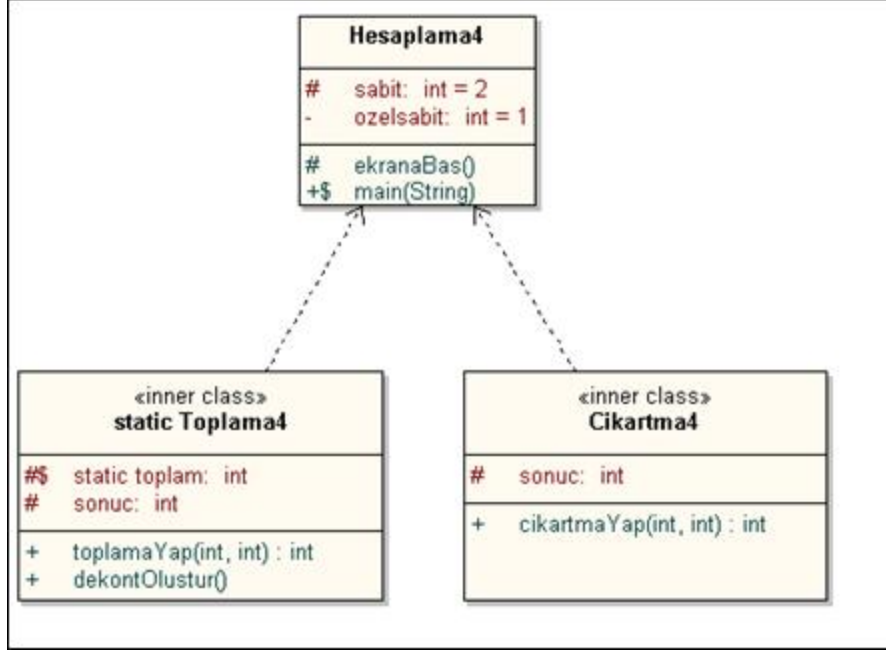 Hesaplama4
# sabit: int = 2
- ozelsabit: int = 1
# ekranaBas()
+$ main(String)
«inner class»
static Toplama4
#$ static toplam: int
# sonuc: int
+ toplamaYap(int, int) : int
+ dekontOlustur()
«inner class»
Cikartma4
# sonuc: int
+ cikartmaYap(int, int) : int